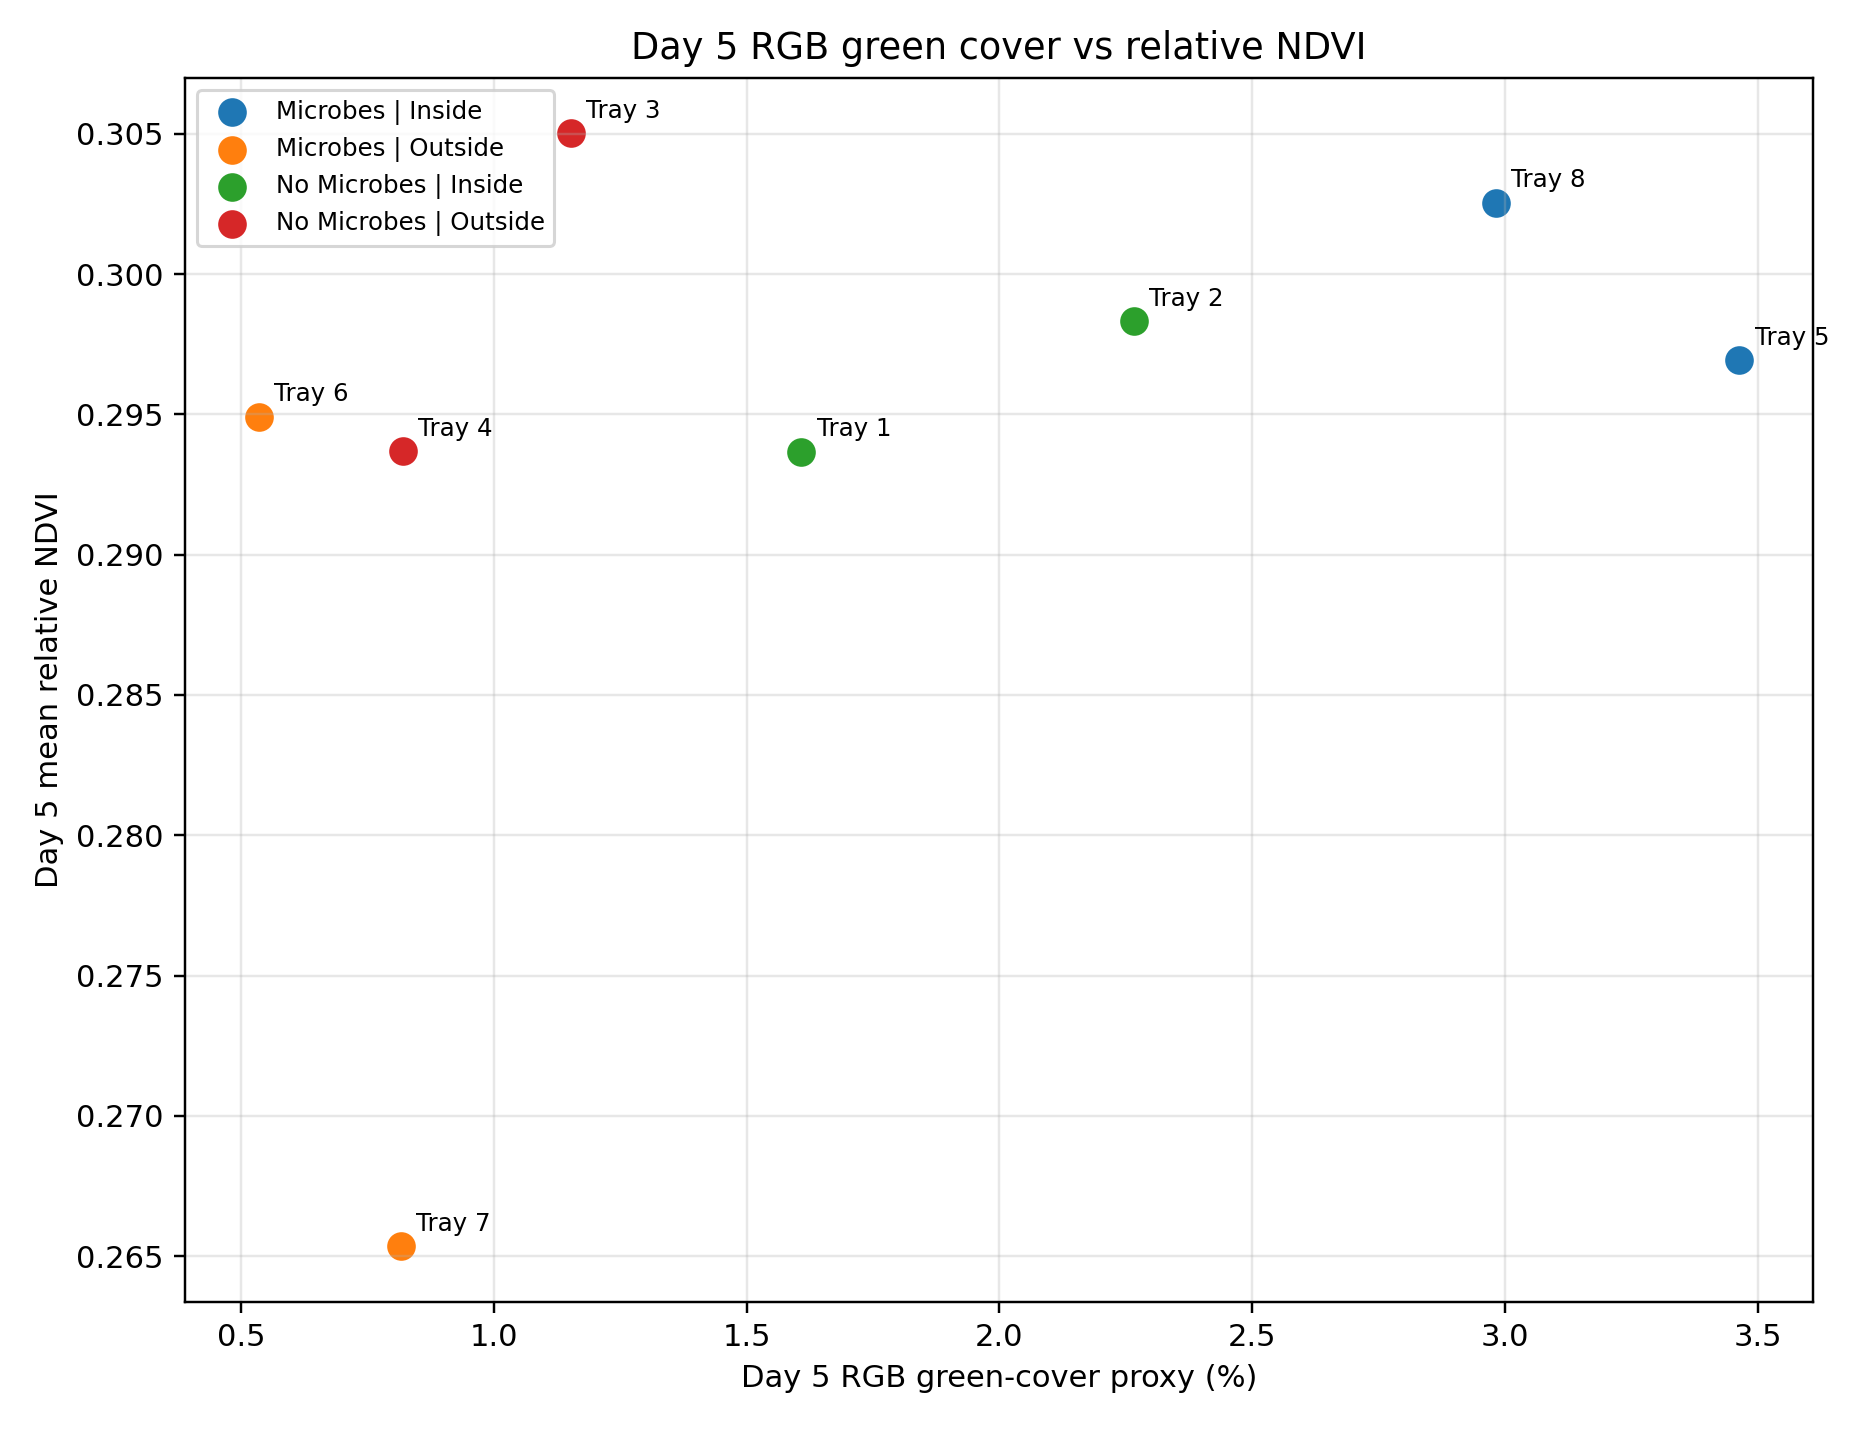 Day 5 RGB green cover vs relative NDVI
Microbes | Inside
Microbes | Outside
No Microbes | Inside
No Microbes | Outside
Tray 3
Tray 8
Tray 2
Tray 5
Tray 6
Tray 4
Tray 1
Tray 7
Day 5 mean relative NDVI
0.305
0.300
0.295
0.290
0.285
0.280
0.275
0.270
0.265
0.5 1.0 1.5 2.0 2.5 3.0 3.5
Day 5 RGB green-cover proxy (%)